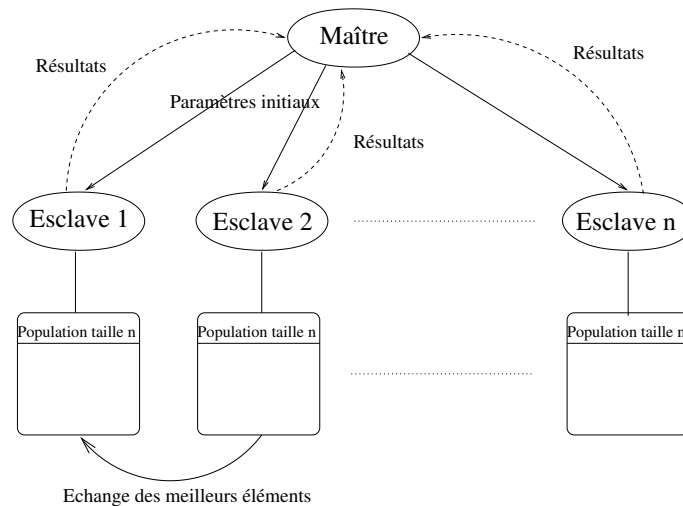 Maître
Résultats
Résultats
Paramètres initiaux
Résultats
Esclave 1
Esclave 2
Esclave n
Population taille n
Population taille n
Population taille n
Echange des meilleurs éléments